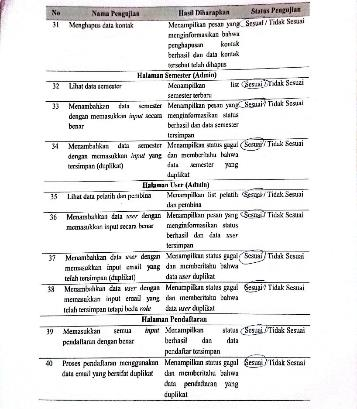 No Nama Pengujian Hasil Diharapkan Status Pengujian
31 Menghapus data kontak Menampilkan pesan yang Sesuai / Tidak Sesuai
menginformasikan bahwa
penghapusan kontak
berhasil dan data kontak
tersebut telah dihapus
Halaman Semester (Admin)
32 Lihat data semester Menampilkan list Sesuai / Tidak Sesuai
semester terbaru
33 Menambahkan data semester Menampilkan pesan yang Sesuai / Tidak Sesuai
dengan memasukkan input secara menginformasikan status
benar berhasil dan data semester
tersimpan
34 Menambahkan data semester Menampilkan status gagal Sesuai / Tidak Sesuai
dengan memasukkan input yang dan memberitahu bahwa
tersimpan (duplikat) data semester yang
duplikat
Halaman User (Admin)
35 Lihat data pelatih dan pembina Menampilkan list pelatih Sesuai / Tidak Sesuai
dan pembina
36 Menambahkan data user dengan Menampilkan pesan yang Sesuai / Tidak Sesuai
memasukkan input secara benar menginformasikan status
berhasil dan data user
tersimpan
37 Menambahkan data user dengan Menampilkan status gagal Sesuai / Tidak Sesuai
memasukkan input email yang dan memberitahu bahwa
telah tersimpan (duplikat) data user duplikat
38 Menambahkan data user dengan Menampilkan status gagal Sesuai / Tidak Sesuai
memasukkan input email yang dan memberitahu bahwa
telah tersimpan tetapi beda role data user duplikat
Halaman Pendaftaran
39 Memasukkan semua input Menampilkan status Sesuai / Tidak Sesuai
pendaftaran dengan benar berhasil dan data
pendaftar tersimpan
40 Proses pendaftaran menggunakan Menampilkan status gagal Sesuai / Tidak Sesuai
data email yang bersifat duplikat dan memberitahu bahwa
data pendaftaran yang
duplikat